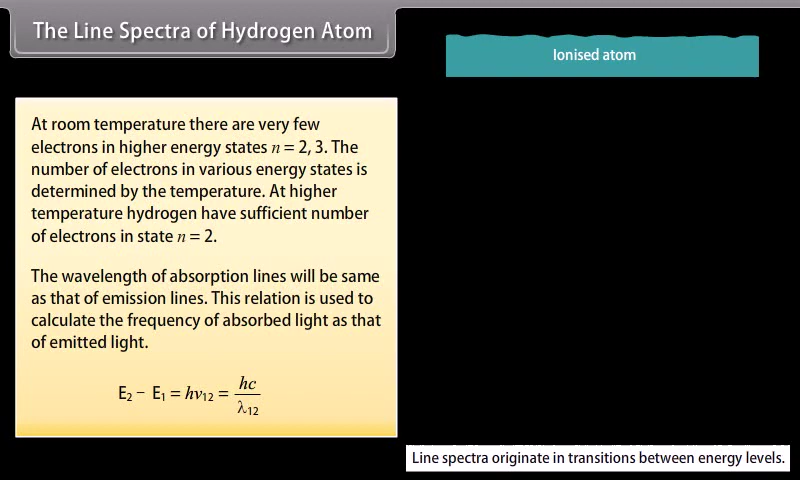 The Line Spectra of Hydrogen Atom
Ionised atom
At room temperature there are very few
electrons in higher energy states n = 2, 3. The
number of electrons in various energy states is
determined by the temperature. At higher
temperature hydrogen have sufficient number
of electrons in state n = 2.
The wavelength of absorption lines will be same
as that of emission lines. This relation is used to
calculate the frequency of absorbed light as that
of emitted light.
E₂ − E₁ = hν₁₂ = hc / λ₁₂
Line spectra originate in transitions between energy levels.